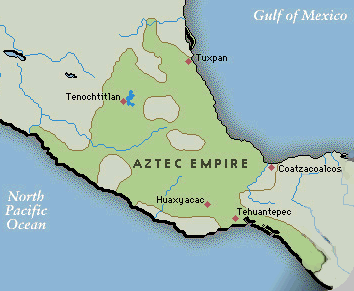 Gulf of Mexico
Tuxpan
Tenochtitlan
AZTEC EMPIRE
Coatzacoalcos
North
Pacific
Ocean
Huaxyacac
Tehuantepec